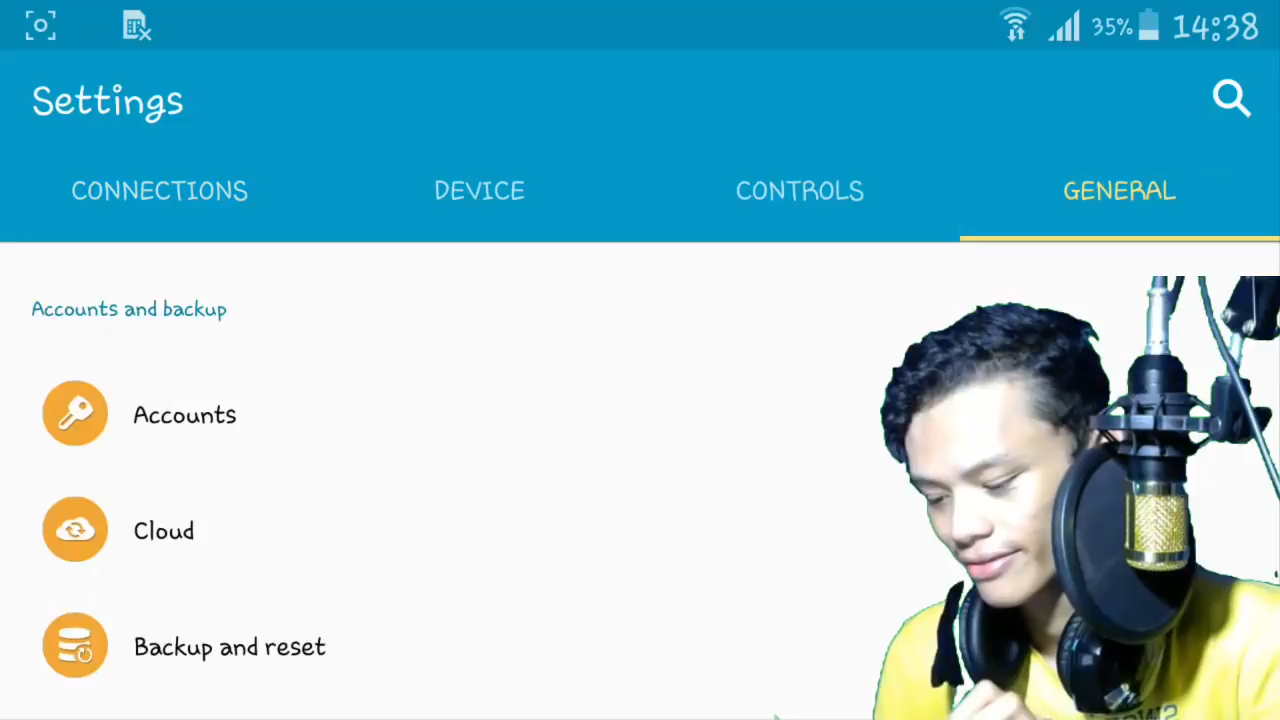 35% 14:38
Settings
CONNECTIONS DEVICE CONTROLS GENERAL
Accounts and backup
Accounts
Cloud
Backup and reset